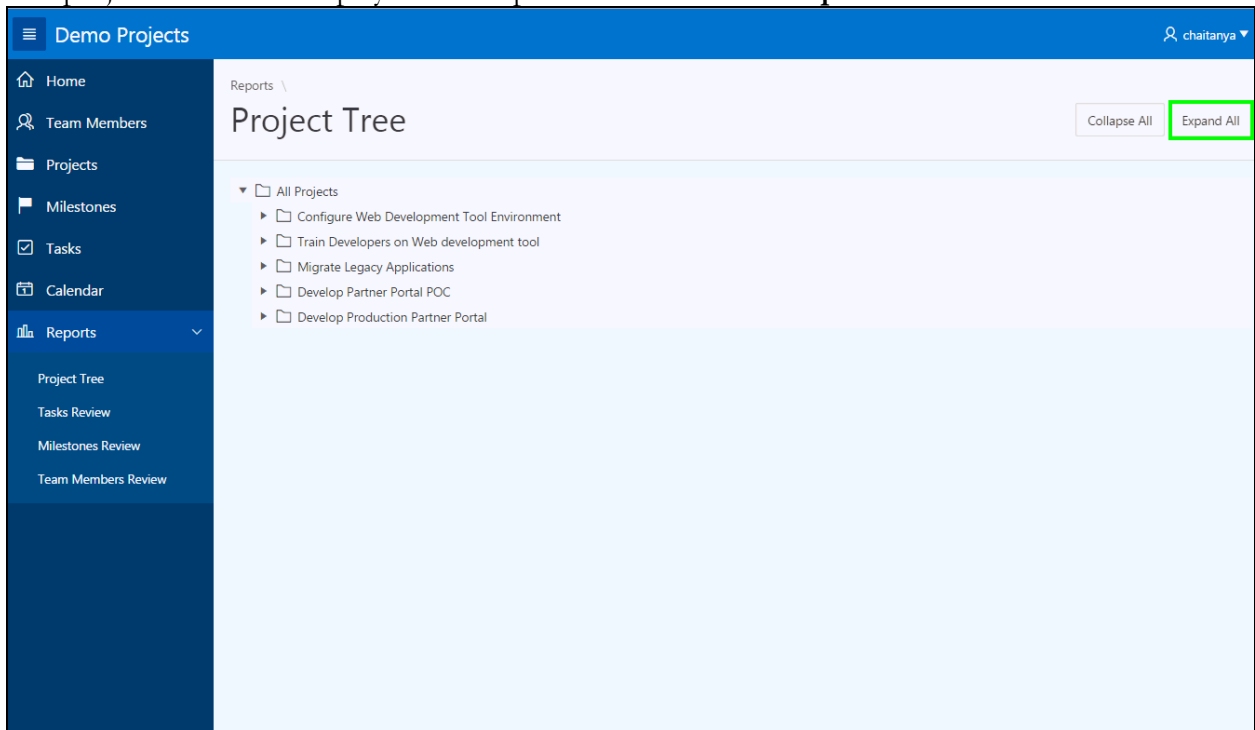 Demo Projects
chaitanya
Home
Team Members
Projects
Milestones
Tasks
Calendar
Reports
Project Tree
Tasks Review
Milestones Review
Team Members Review
Reports \
Project Tree
Collapse All
Expand All
All Projects
Configure Web Development Tool Environment
Train Developers on Web development tool
Migrate Legacy Applications
Develop Partner Portal POC
Develop Production Partner Portal